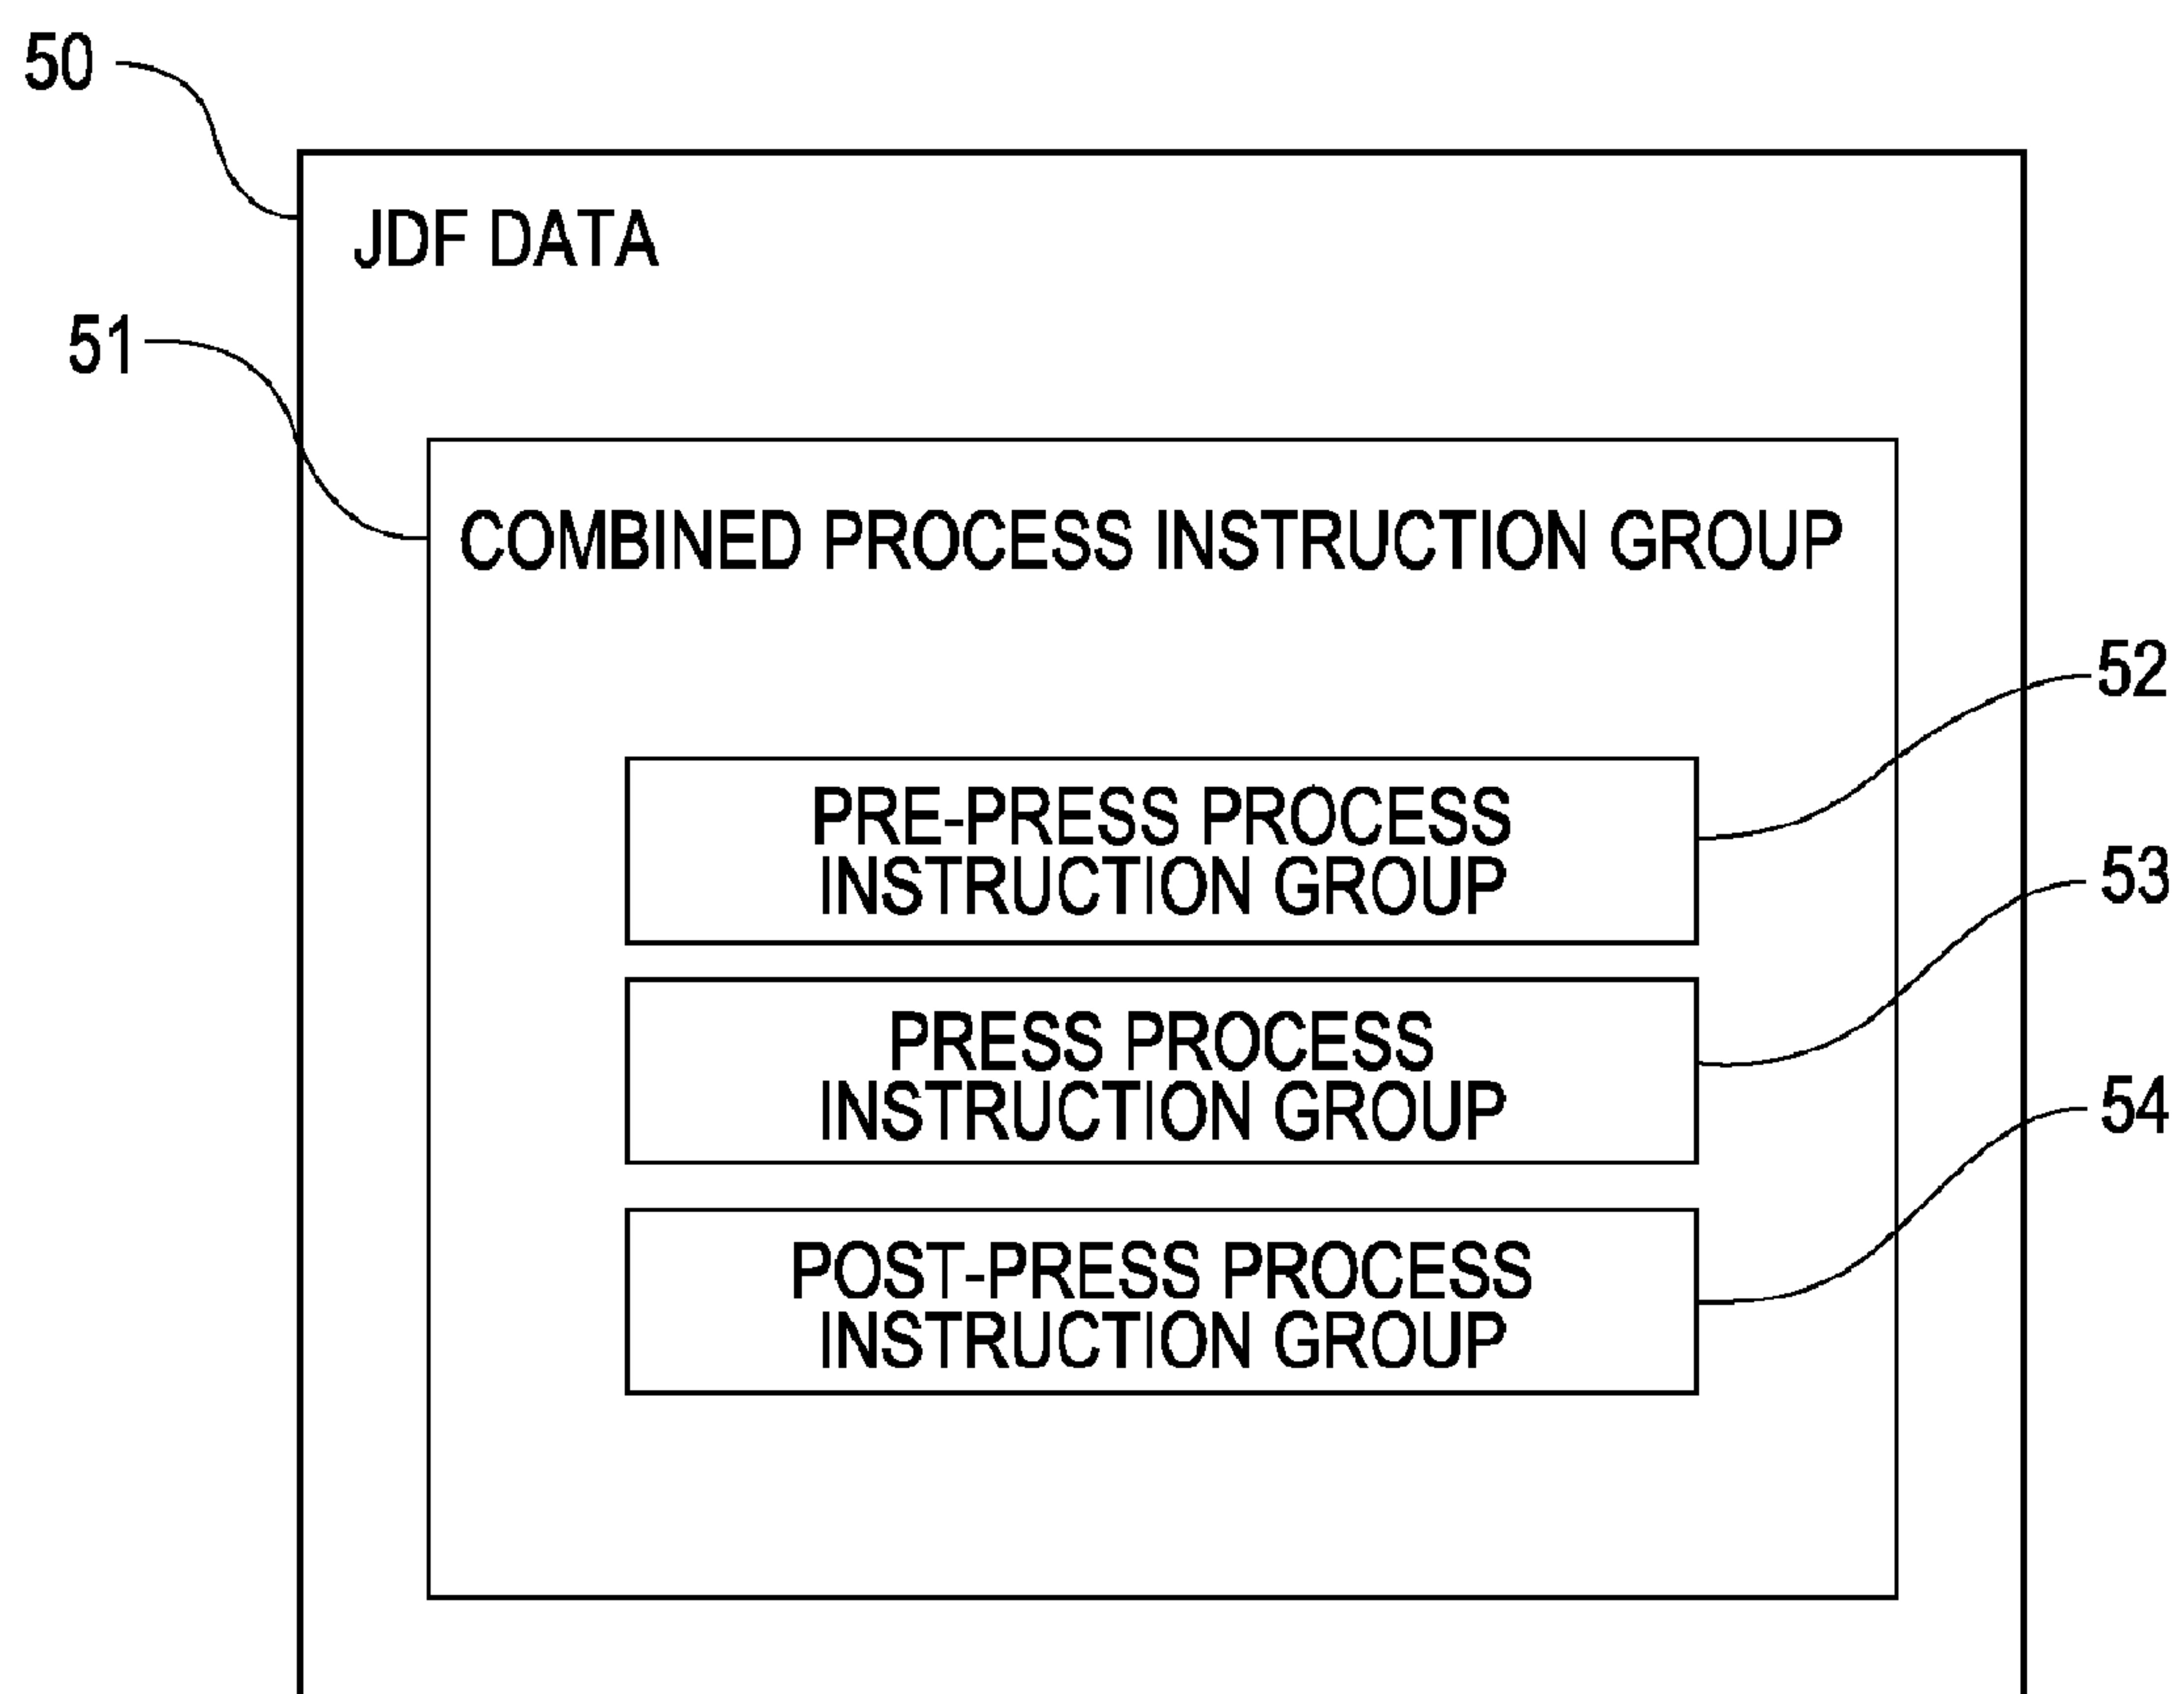 50
JDF DATA
51
COMBINED PROCESS INSTRUCTION GROUP
52
PRE-PRESS PROCESS
INSTRUCTION GROUP
53
PRESS PROCESS
INSTRUCTION GROUP
54
POST-PRESS PROCESS
INSTRUCTION GROUP